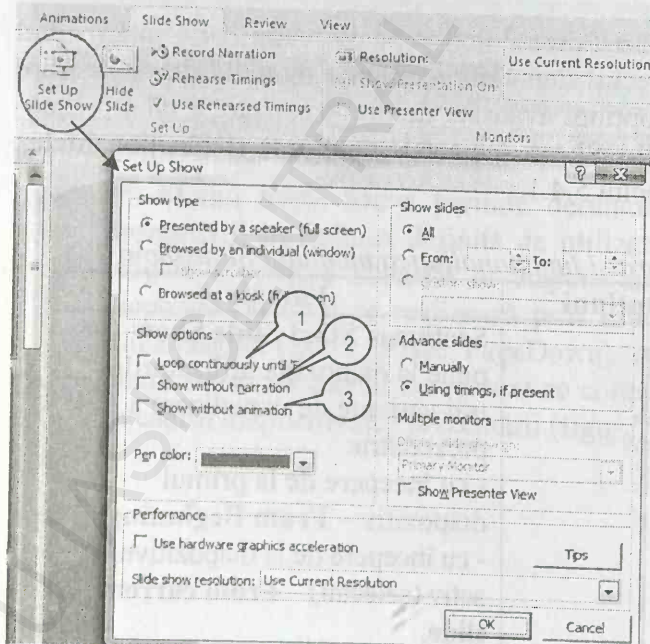 Animations Slide Show Review View
Record Narration
Rehearse Timings
Use Rehearsed Timings
Set Up
Slide Show
Hide
Slide
Set Up
Resolution: Use Current Resolution
Show Presentation On:
Use Presenter View
Monitors
Set Up Show
Show type
Presented by a speaker (full screen)
Browsed by an individual (window)
Browsed at a kiosk (full screen)
Show slides
All
From: To:
Show options
1
Loop continuously until
2
Show without narration
3
Show without animation
Pen color:
Advance slides
Manually
Using timings, if present
Multiple monitors
Primary Monitor
Show Presenter View
Performance
Use hardware graphics acceleration
Tips
Slide show resolution: Use Current Resolution
OK Cancel